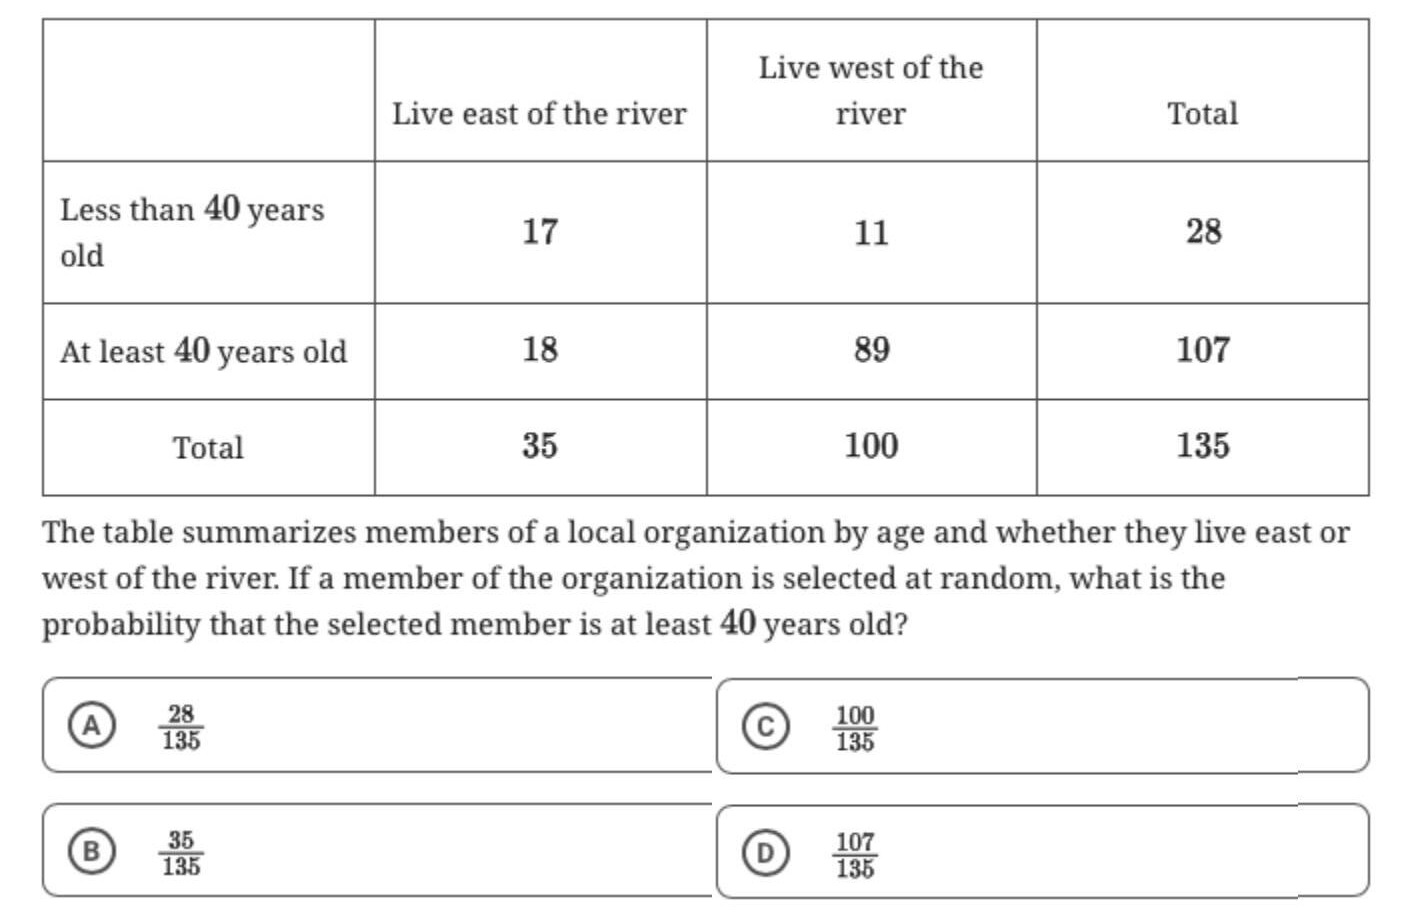 Live east of the river
Live west of the
river
Total
Less than 40 years
old
17
11
28
At least 40 years old
18
89
107
Total
35
100
135
The table summarizes members of a local organization by age and whether they live east or
west of the river. If a member of the organization is selected at random, what is the
probability that the selected member is at least 40 years old?
A 28/135
B 35/135
C 100/135
D 107/135